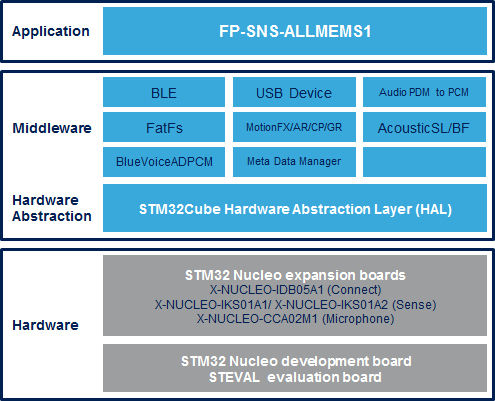 Application
FP-SNS-ALLMEMS1
Middleware
BLE
USB Device
Audio PDM to PCM
FatFs
MotionFX/AR/CP/GR
AcousticSL/BF
BlueVoiceADPCM
Meta Data Manager
Hardware
Abstraction
STM32Cube Hardware Abstraction Layer (HAL)
Hardware
STM32 Nucleo expansion boards
X-NUCLEO-IDB05A1 (Connect)
X-NUCLEO-IKS01A1/ X-NUCLEO-IKS01A2 (Sense)
X-NUCLEO-CCA02M1 (Microphone)
STM32 Nucleo development board
STEVAL evaluation board